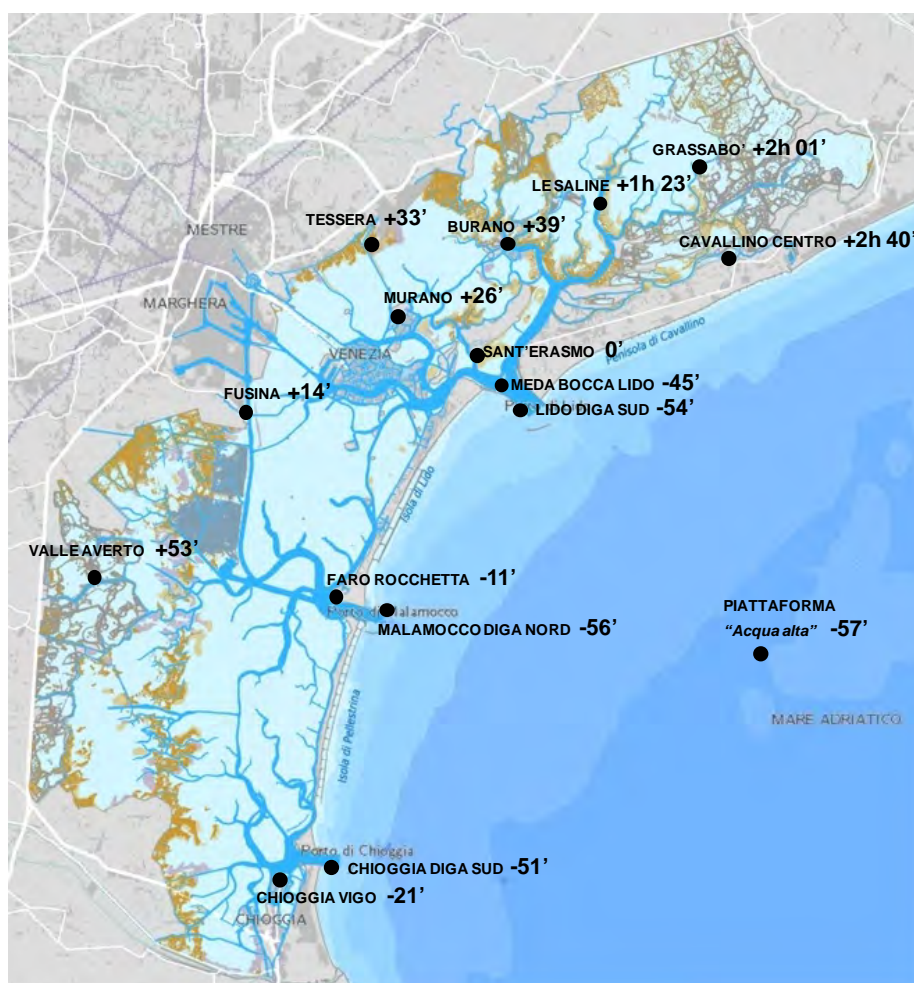 GRASSABO' +2h 01'
LE SALINE +1h 23'
TESSERA +33'
BURANO +39'
MESTRE
CAVALLINO CENTRO +2h 40'
MURANO +26'
MARGHERA
Penisola di Cavallino
VENEZIA
SANT'ERASMO 0'
MEDA BOCCA LIDO -45'
FUSINA +14'
LIDO DIGA SUD -54'
Isola di Lido
VALLE AVERTO +53'
FARO ROCCHETTA -11'
Porto di Malamocco
PIATTAFORMA
MALAMOCCO DIGA NORD -56'
"Acqua alta" -57'
MARE ADRIATICO
Isola di Pellestrina
Porto di Chioggia
CHIOGGIA DIGA SUD -51'
CHIOGGIA VIGO -21'
CHIOGGIA